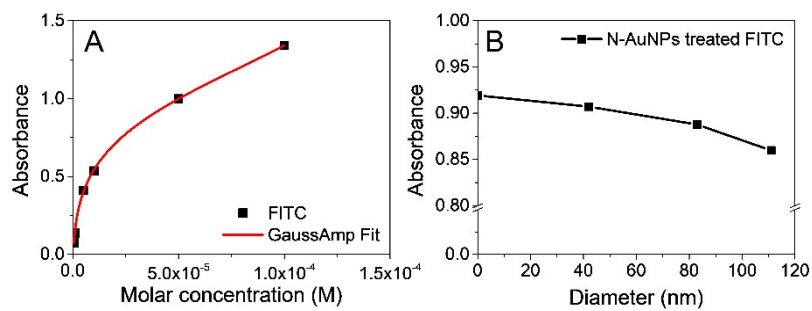 A
1.5
1.0
0.5
0.0
Absorbance
FITC
GaussAmp Fit
0.0
5.0x10⁻⁵
1.0x10⁻⁴
1.5x10⁻⁴
Molar concentration (M)
B
N-AuNPs treated FITC
1.00
0.95
0.90
0.85
0.80
0.0
Absorbance
0
20
40
60
80
100
120
Diameter (nm)